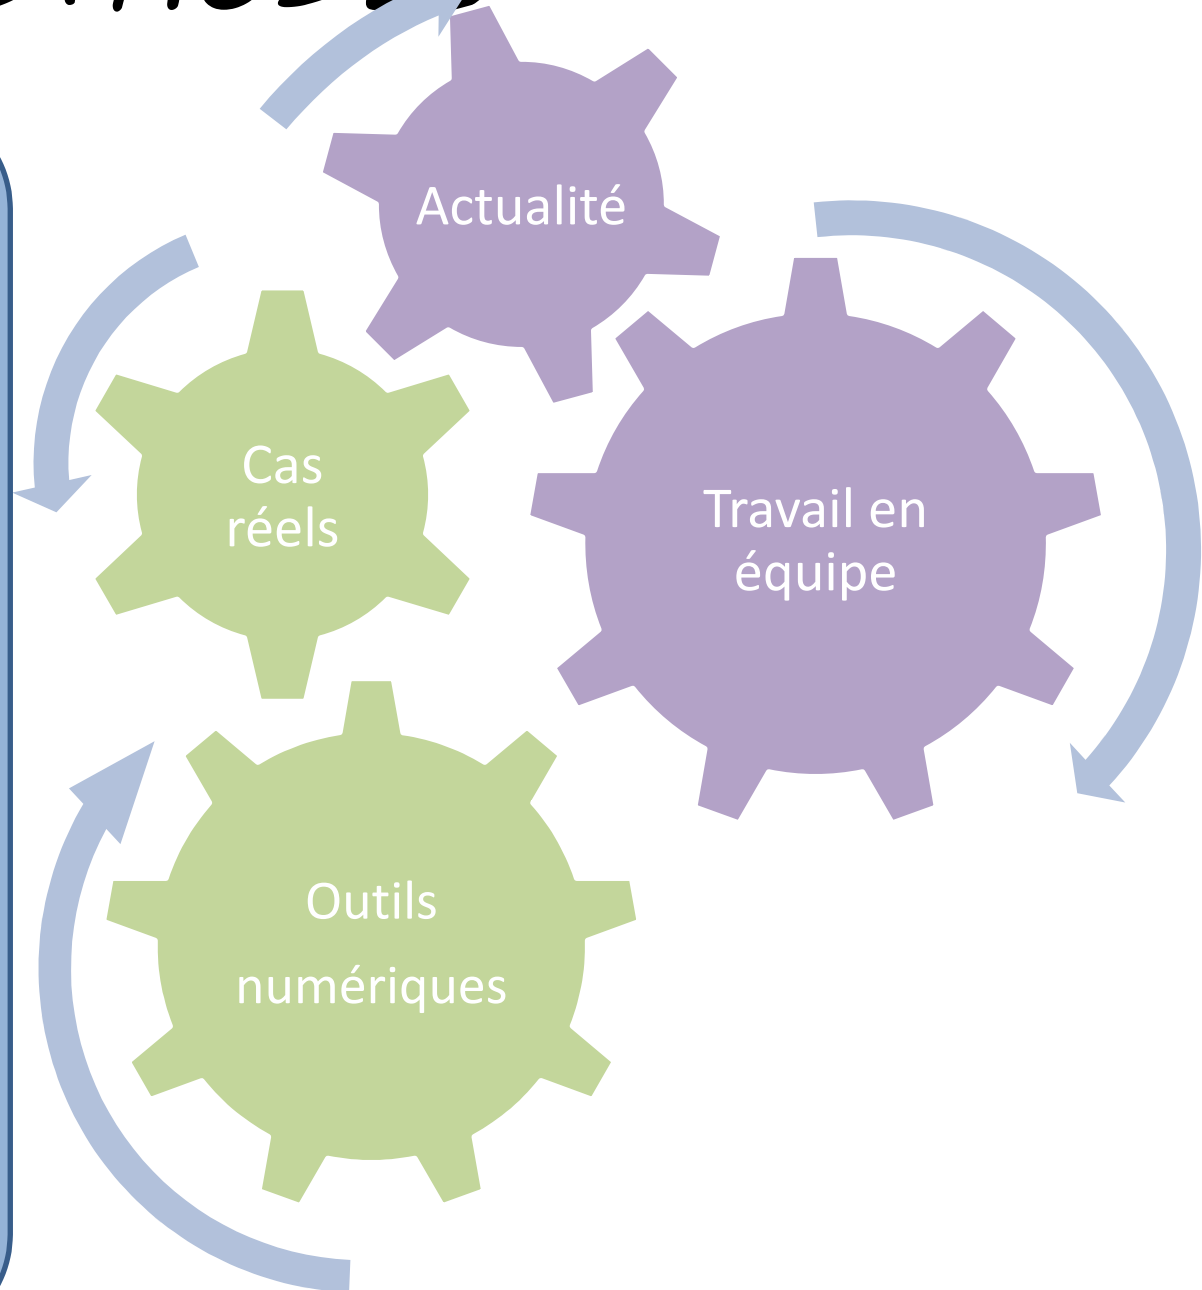 Actualité
Cas
réels
Travail en
équipe
Outils
numériques